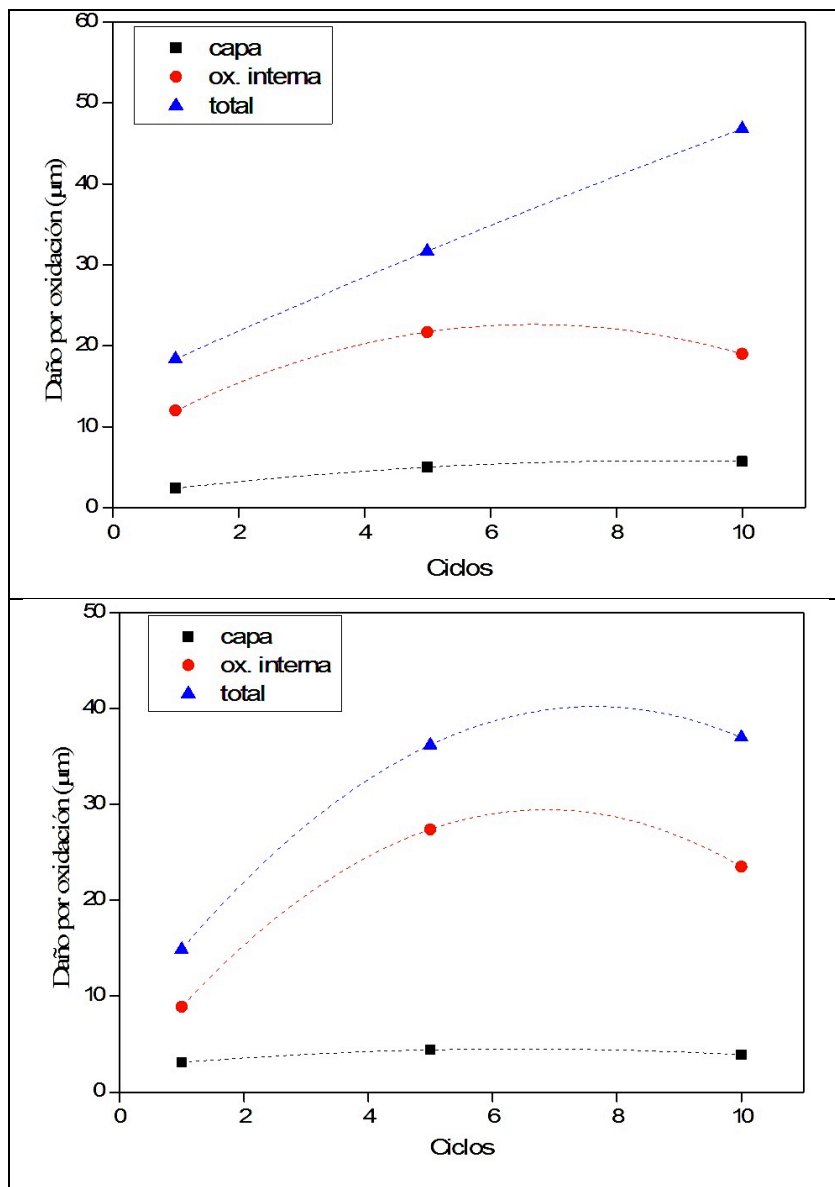 60
50
40
30
20
10
0
capa
ox. interna
total
Daño por oxidación (µm)
0 2 4 6 8 10
Ciclos
50
40
30
20
10
0
capa
ox. interna
total
Daño por oxidación (µm)
0 2 4 6 8 10
Ciclos